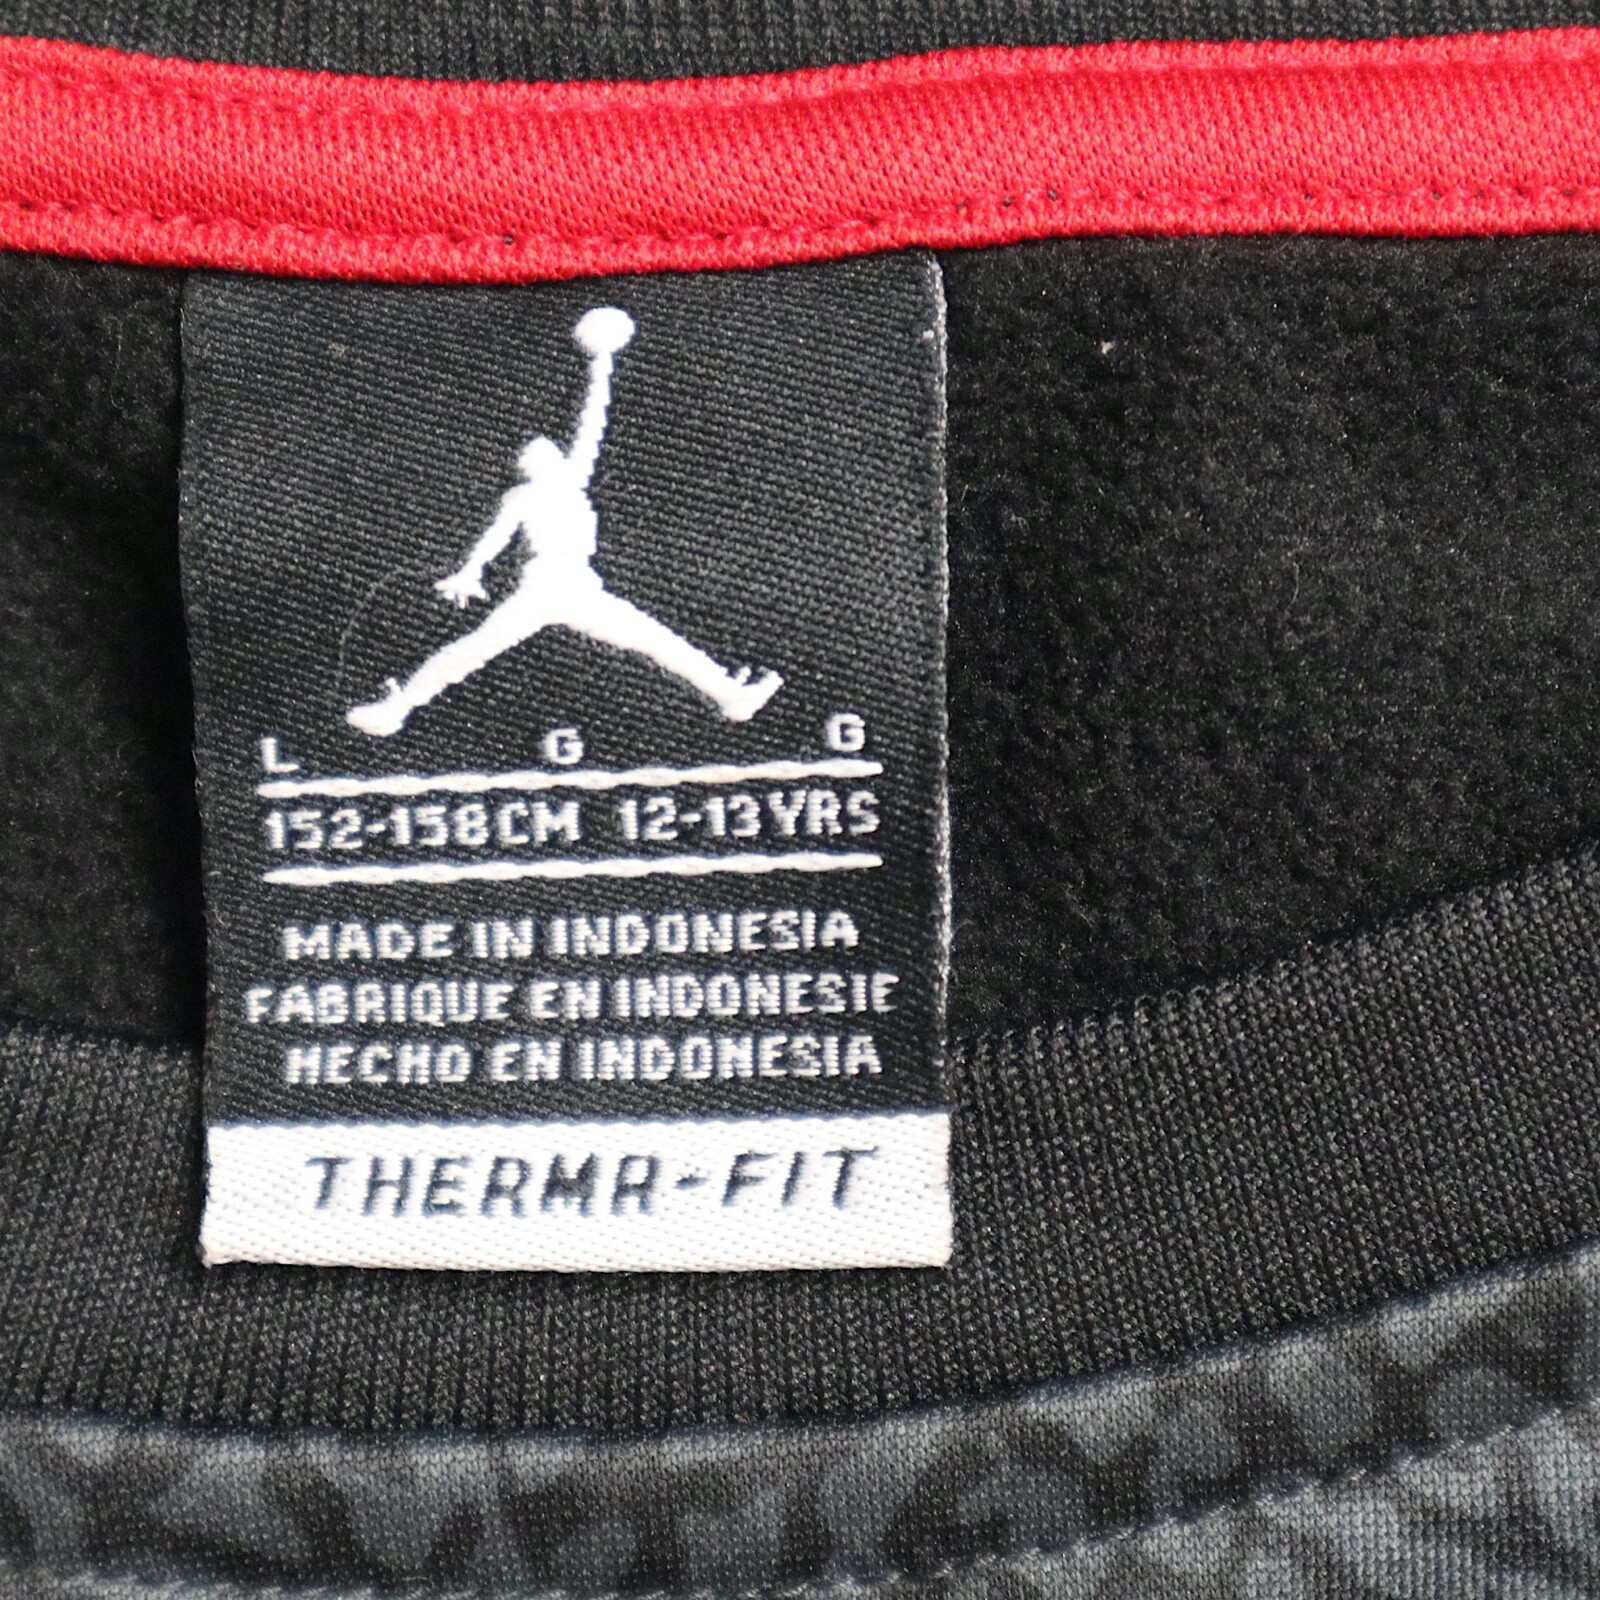 L G G
152-158CM 12-13YRS
MADE IN INDONESIA
FABRIQUE EN INDONESIE
HECHO EN INDONESIA
THERMA-FIT